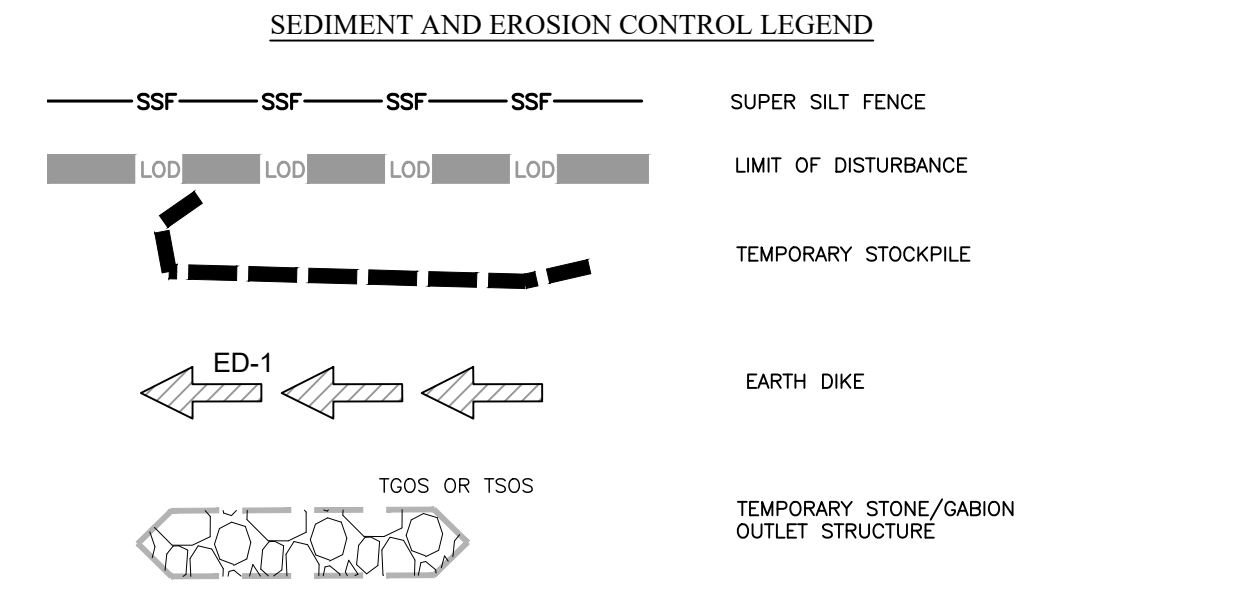 SEDIMENT AND EROSION CONTROL LEGEND
SSF SSF SSF SSF SUPER SILT FENCE
LOD LOD LOD LOD LIMIT OF DISTURBANCE
TEMPORARY STOCKPILE
ED-1
EARTH DIKE
TGOS OR TSOS
TEMPORARY STONE/GABION
OUTLET STRUCTURE